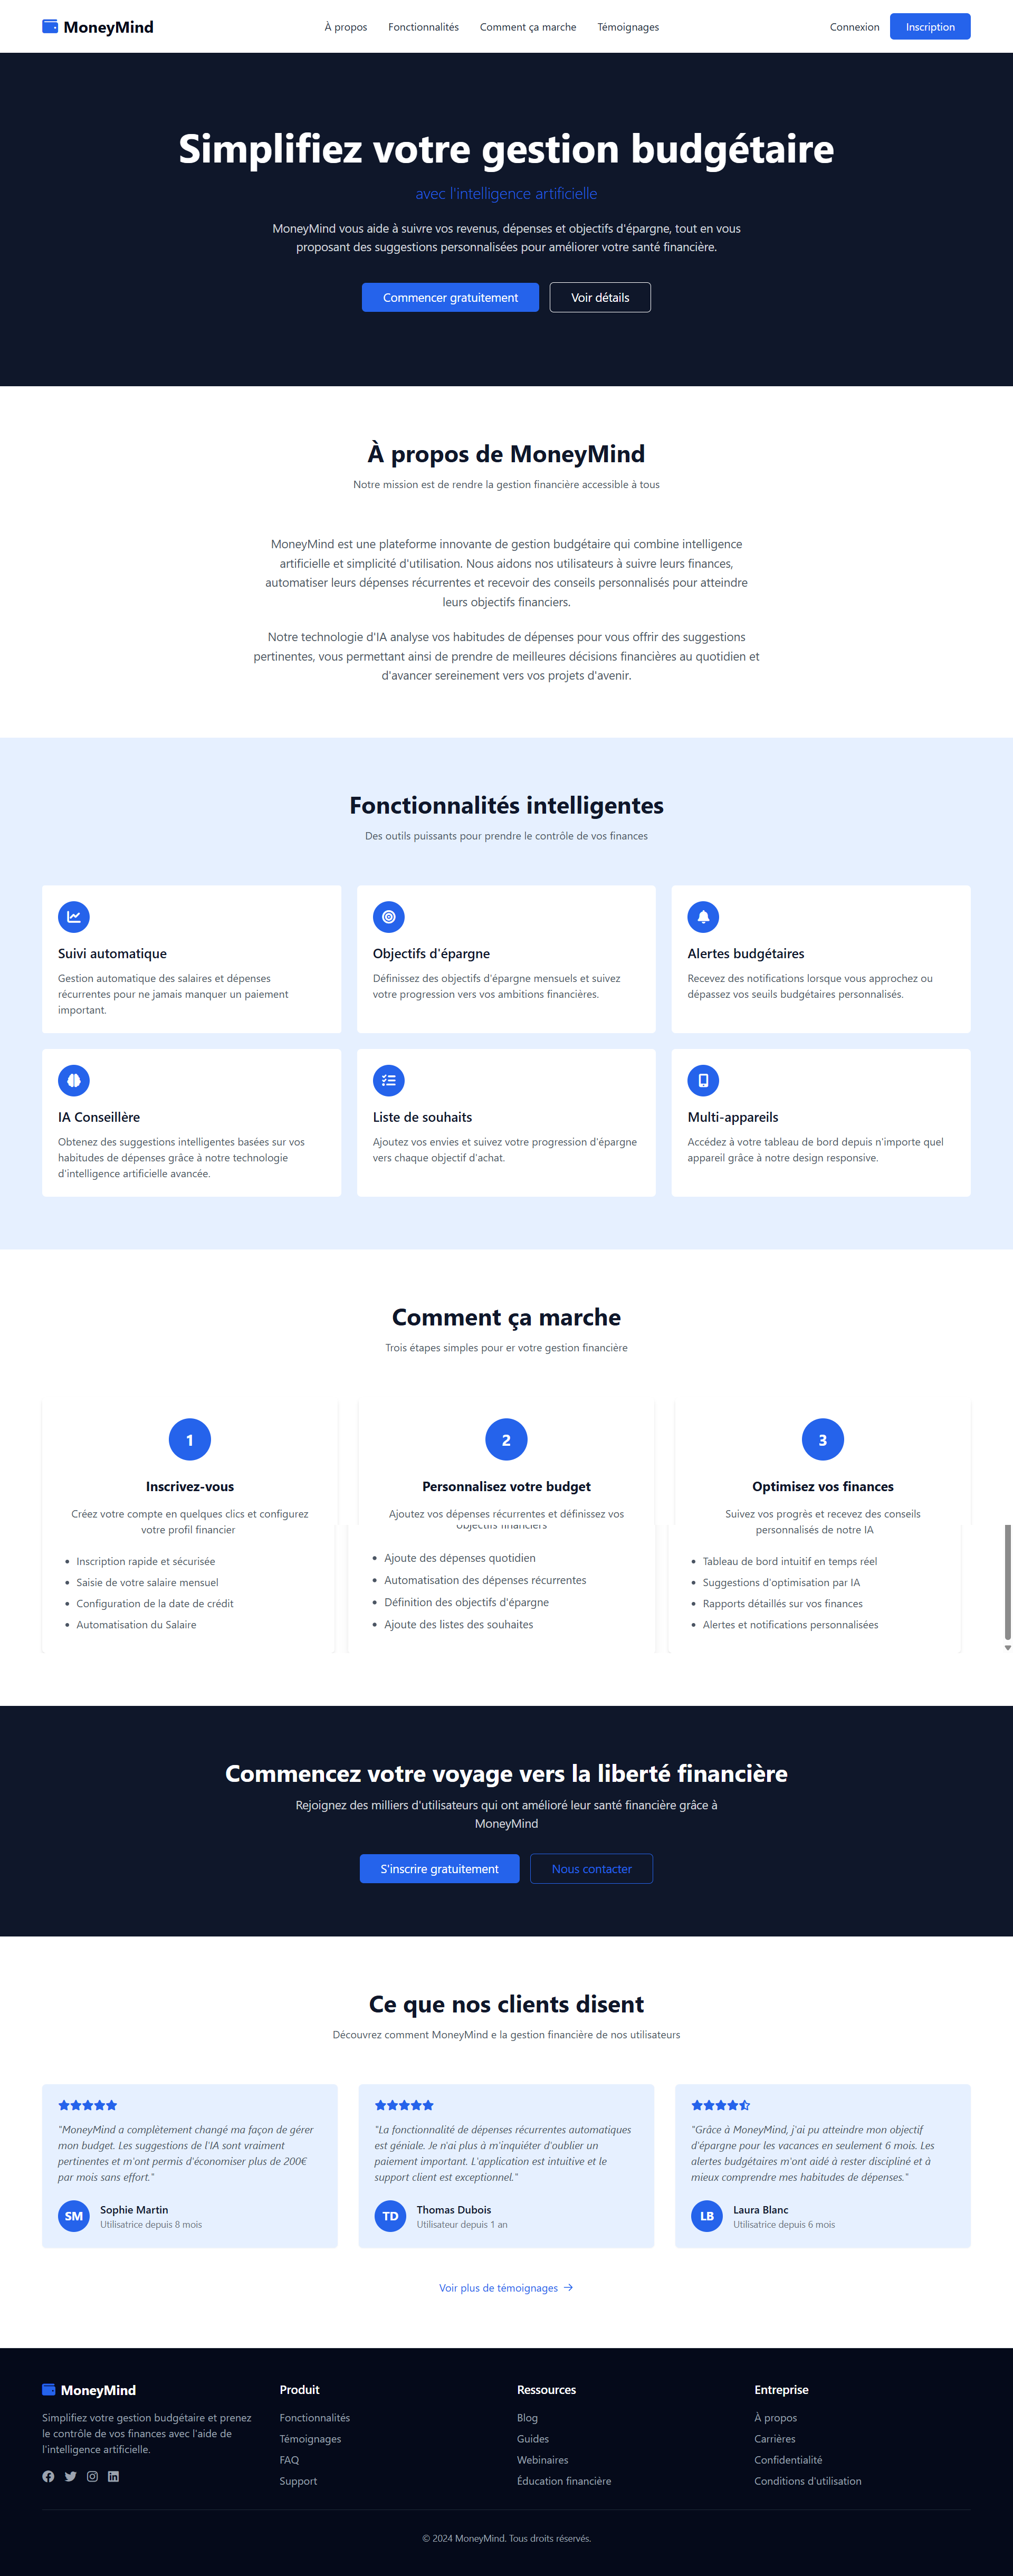 MoneyMind
À propos
Fonctionnalités
Comment ça marche
Témoignages
Connexion
Inscription
Simplifiez votre gestion budgétaire
avec l'intelligence artificielle
MoneyMind vous aide à suivre vos revenus, dépenses et objectifs d'épargne, tout en vous
proposant des suggestions personnalisées pour améliorer votre santé financière.
Commencer gratuitement
Voir détails
À propos de MoneyMind
Notre mission est de rendre la gestion financière accessible à tous
MoneyMind est une plateforme innovante de gestion budgétaire qui combine intelligence
artificielle et simplicité d'utilisation. Nous aidons nos utilisateurs à suivre leurs finances,
automatiser leurs dépenses récurrentes et recevoir des conseils personnalisés pour atteindre
leurs objectifs financiers.
Notre technologie d'IA analyse vos habitudes de dépenses pour vous offrir des suggestions
pertinentes, vous permettant ainsi de prendre de meilleures décisions financières au quotidien et
d'avancer sereinement vers vos projets d'avenir.
Fonctionnalités intelligentes
Des outils puissants pour prendre le contrôle de vos finances
Suivi automatique
Gestion automatique des salaires et dépenses
récurrentes pour ne jamais manquer un paiement
important.
Objectifs d'épargne
Définissez des objectifs d'épargne mensuels et suivez
votre progression vers vos ambitions financières.
Alertes budgétaires
Recevez des notifications lorsque vous approchez ou
dépassez vos seuils budgétaires personnalisés.
IA Conseillère
Obtenez des suggestions intelligentes basées sur vos
habitudes de dépenses grâce à notre technologie
d'intelligence artificielle avancée.
Liste de souhaits
Ajoutez vos envies et suivez votre progression d'épargne
vers chaque objectif d'achat.
Multi-appareils
Accédez à votre tableau de bord depuis n'importe quel
appareil grâce à notre design responsive.
Comment ça marche
Trois étapes simples pour er votre gestion financière
1
Inscrivez-vous
Créez votre compte en quelques clics et configurez
votre profil financier
• Inscription rapide et sécurisée
• Saisie de votre salaire mensuel
• Configuration de la date de crédit
• Automatisation du Salaire
2
Personnalisez votre budget
Ajoutez vos dépenses récurrentes et définissez vos
objectifs financiers
• Ajoute des dépenses quotidien
• Automatisation des dépenses récurrentes
• Définition des objectifs d'épargne
• Ajoute des listes des souhaites
3
Optimisez vos finances
Suivez vos progrès et recevez des conseils
personnalisés de notre IA
• Tableau de bord intuitif en temps réel
• Suggestions d'optimisation par IA
• Rapports détaillés sur vos finances
• Alertes et notifications personnalisées
Commencez votre voyage vers la liberté financière
Rejoignez des milliers d'utilisateurs qui ont amélioré leur santé financière grâce à
MoneyMind
S'inscrire gratuitement
Nous contacter
Ce que nos clients disent
Découvrez comment MoneyMind e la gestion financière de nos utilisateurs
"MoneyMind a complètement changé ma façon de gérer
mon budget. Les suggestions de l'IA sont vraiment
pertinentes et m'ont permis d'économiser plus de 200€
par mois sans effort."
SM
Sophie Martin
Utilisatrice depuis 8 mois
"La fonctionnalité de dépenses récurrentes automatiques
est géniale. Je n'ai plus à m'inquiéter d'oublier un
paiement important. L'application est intuitive et le
support client est exceptionnel."
TD
Thomas Dubois
Utilisateur depuis 1 an
"Grâce à MoneyMind, j'ai pu atteindre mon objectif
d'épargne pour les vacances en seulement 6 mois. Les
alertes budgétaires m'ont aidé à rester discipliné et à
mieux comprendre mes habitudes de dépenses."
LB
Laura Blanc
Utilisatrice depuis 6 mois
Voir plus de témoignages →
MoneyMind
Simplifiez votre gestion budgétaire et prenez
le contrôle de vos finances avec l'aide de
l'intelligence artificielle.
Produit
Fonctionnalités
Témoignages
FAQ
Support
Ressources
Blog
Guides
Webinaires
Éducation financière
Entreprise
À propos
Carrières
Confidentialité
Conditions d'utilisation
© 2024 MoneyMind. Tous droits réservés.